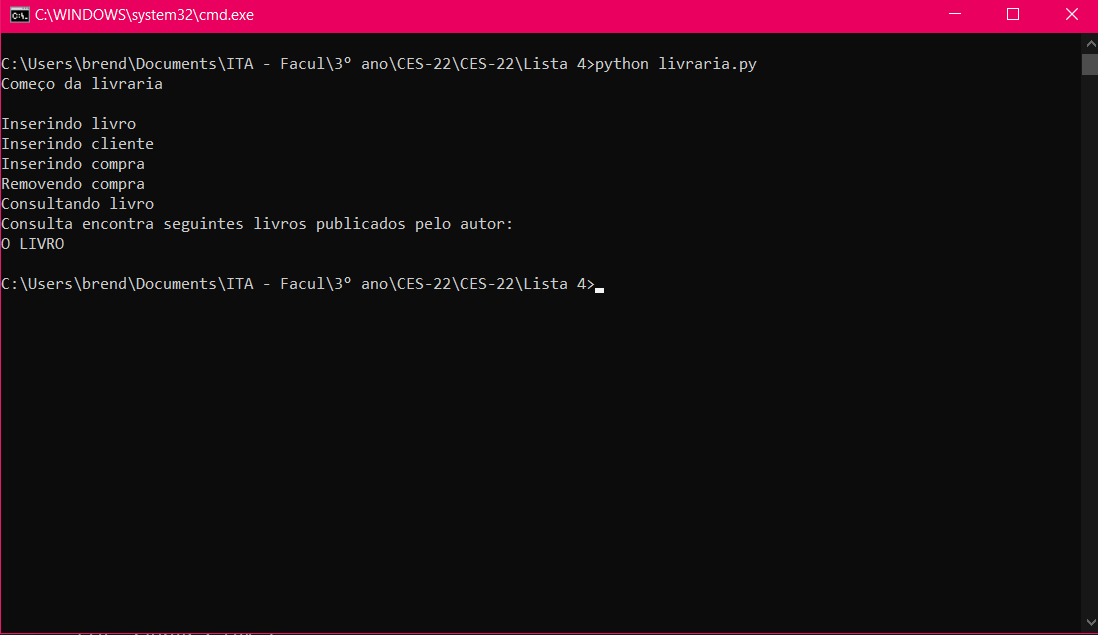 C:\WINDOWS\system32\cmd.exe
C:\Users\brend\Documents\ITA - Facul\3º ano\CES-22\CES-22\Lista 4>python livraria.py
Começo da livraria
Inserindo livro
Inserindo cliente
Inserindo compra
Removendo compra
Consultando livro
Consulta encontra seguintes livros publicados pelo autor:
O LIVRO
C:\Users\brend\Documents\ITA - Facul\3º ano\CES-22\CES-22\Lista 4>